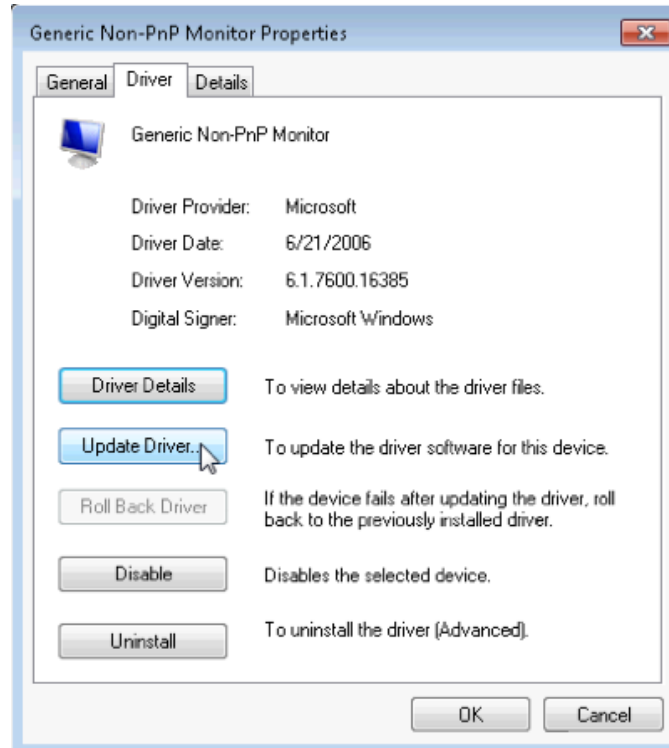 Generic Non-PnP Monitor Properties
General Driver Details
Generic Non-PnP Monitor
Driver Provider: Microsoft
Driver Date: 6/21/2006
Driver Version: 6.1.7600.16385
Digital Signer: Microsoft Windows
Driver Details To view details about the driver files.
Update Driver... To update the driver software for this device.
Roll Back Driver If the device fails after updating the driver, roll
back to the previously installed driver.
Disable Disables the selected device.
Uninstall To uninstall the driver (Advanced).
OK Cancel